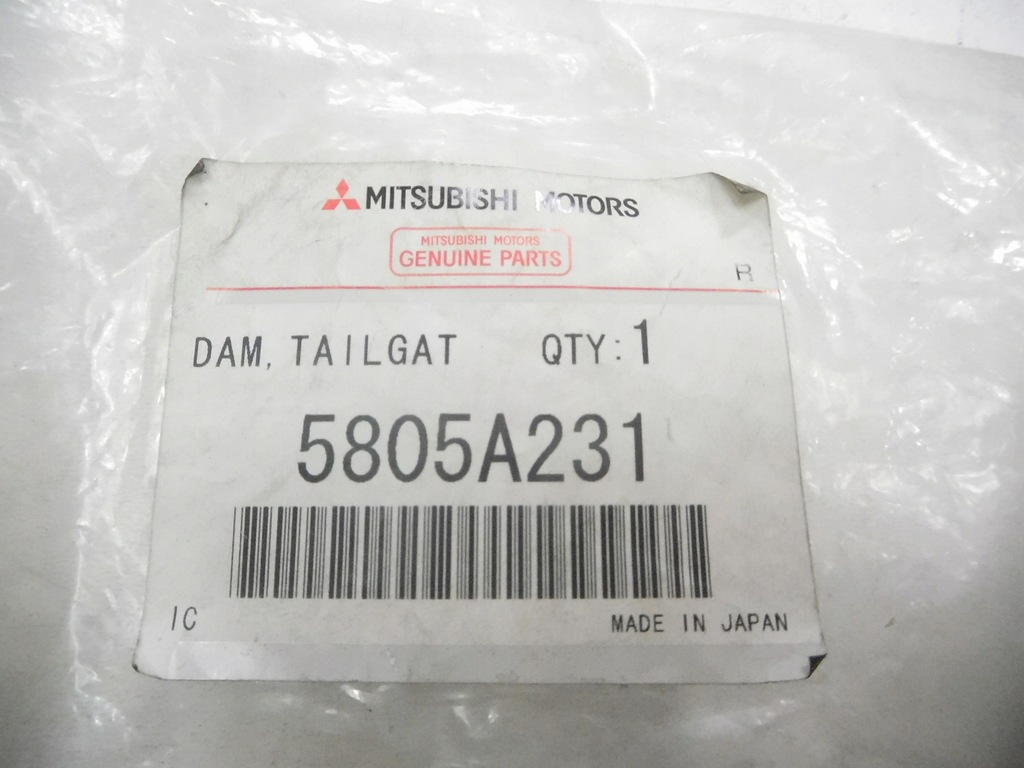 MITSUBISHI MOTORS
MITSUBISHI MOTORS
GENUINE PARTS
R
DAM, TAILGAT QTY: 1
5805A231
IC MADE IN JAPAN